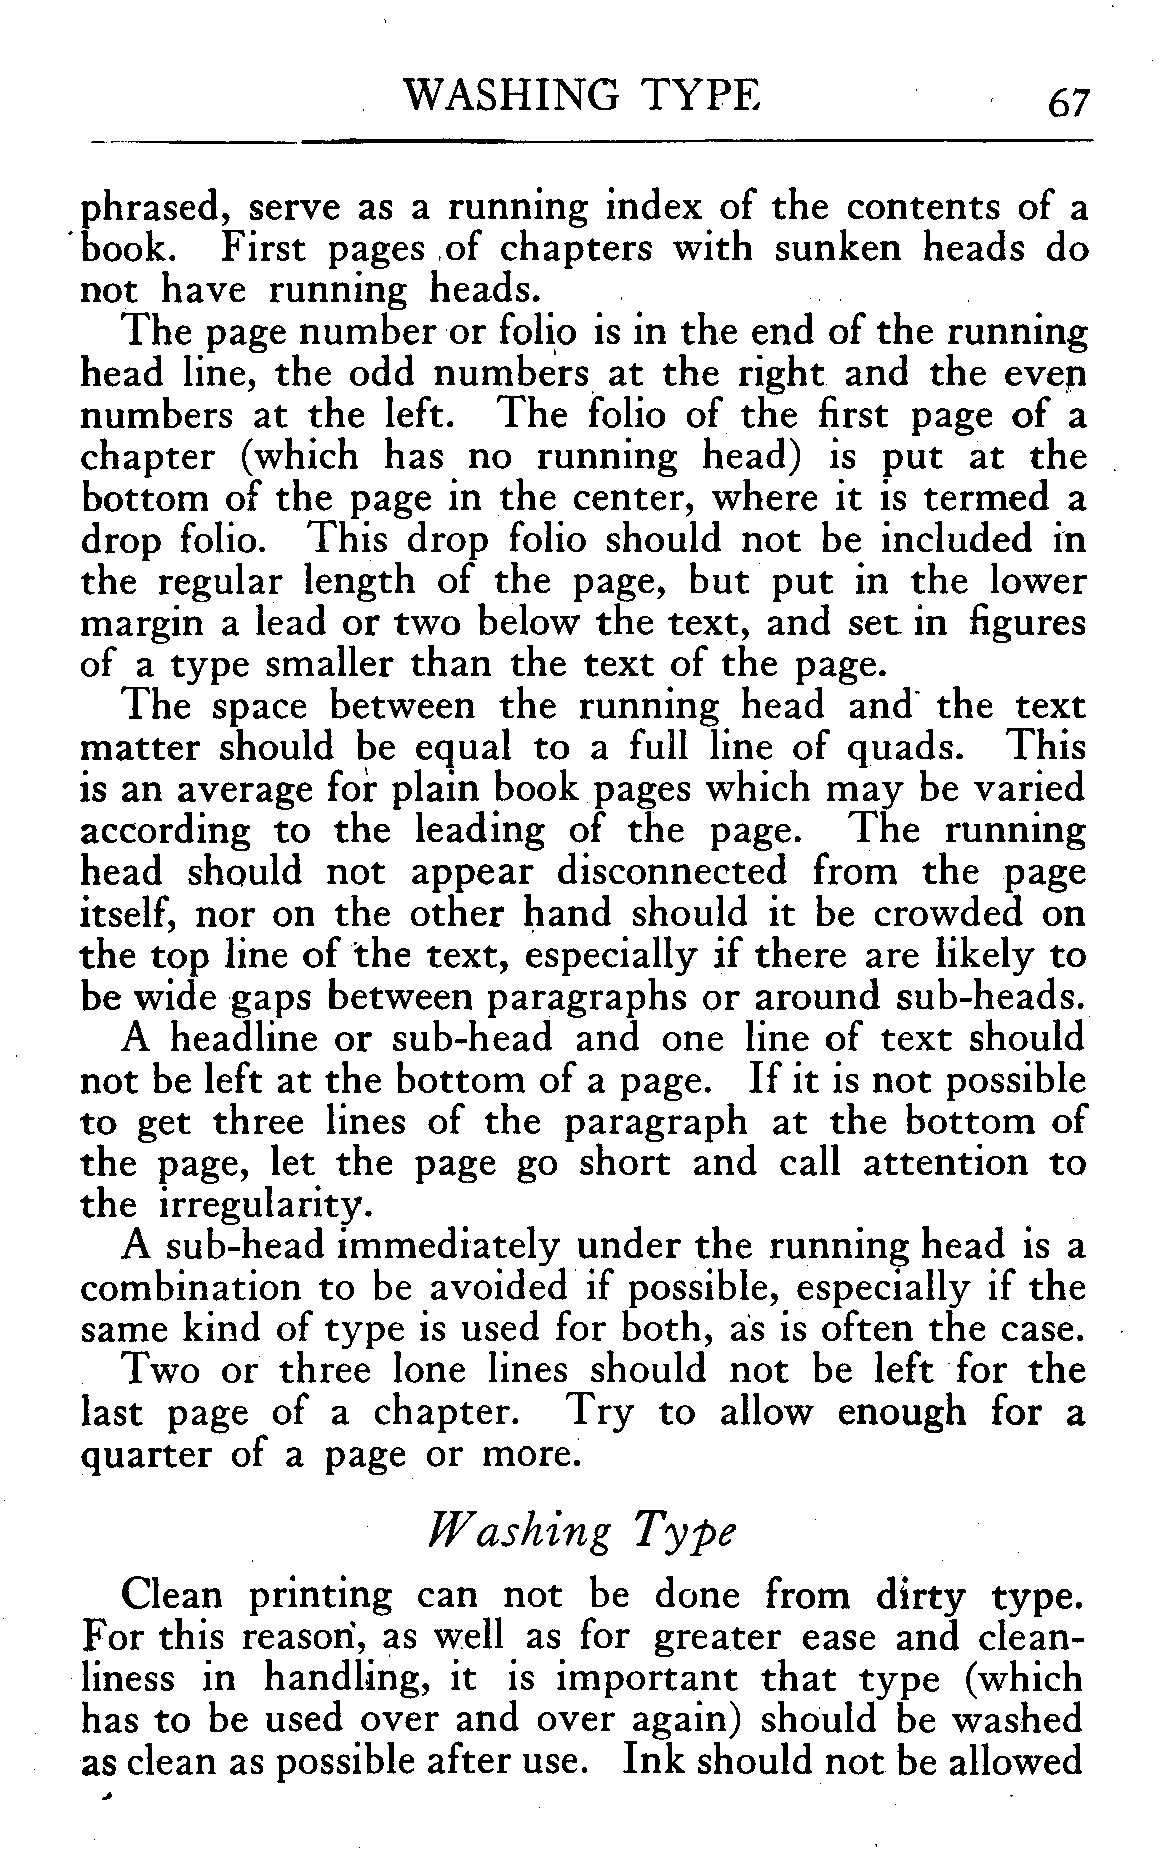 WASHING TYPE 67
phrased, serve as a running index of the contents of a
book. First pages of chapters with sunken heads do
not have running heads.
The page number or folio is in the end of the running
head line, the odd numbers at the right and the even
numbers at the left. The folio of the first page of a
chapter (which has no running head) is put at the
bottom of the page in the center, where it is termed a
drop folio. This drop folio should not be included in
the regular length of the page, but put in the lower
margin a lead or two below the text, and set in figures
of a type smaller than the text of the page.
The space between the running head and the text
matter should be equal to a full line of quads. This
is an average for plain book pages which may be varied
according to the leading of the page. The running
head should not appear disconnected from the page
itself, nor on the other hand should it be crowded on
the top line of the text, especially if there are likely to
be wide gaps between paragraphs or around sub-heads.
A headline or sub-head and one line of text should
not be left at the bottom of a page. If it is not possible
to get three lines of the paragraph at the bottom of
the page, let the page go short and call attention to
the irregularity.
A sub-head immediately under the running head is a
combination to be avoided if possible, especially if the
same kind of type is used for both, as is often the case.
Two or three lone lines should not be left for the
last page of a chapter. Try to allow enough for a
quarter of a page or more.
Washing Type
Clean printing can not be done from dirty type.
For this reason, as well as for greater ease and clean-
liness in handling, it is important that type (which
has to be used over and over again) should be washed
as clean as possible after use. Ink should not be allowed